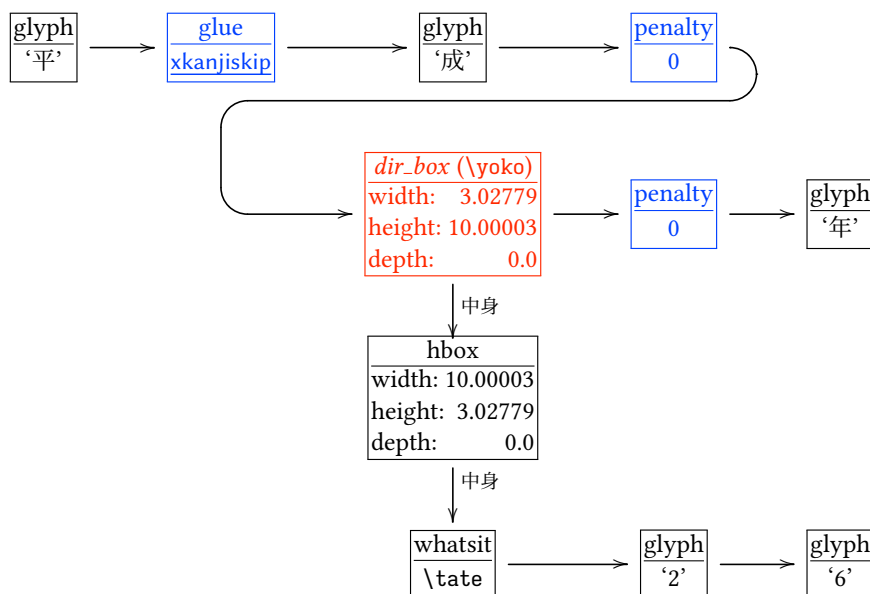 glyph
‘平’
glue
xkanjiskip
glyph
‘成’
penalty
0
dir_box (\yoko)
width: 3.02779
height: 10.00003
depth: 0.0
penalty
0
glyph
‘年’
中身
hbox
width: 10.00003
height: 3.02779
depth: 0.0
中身
whatsit
\tate
glyph
‘2’
glyph
‘6’